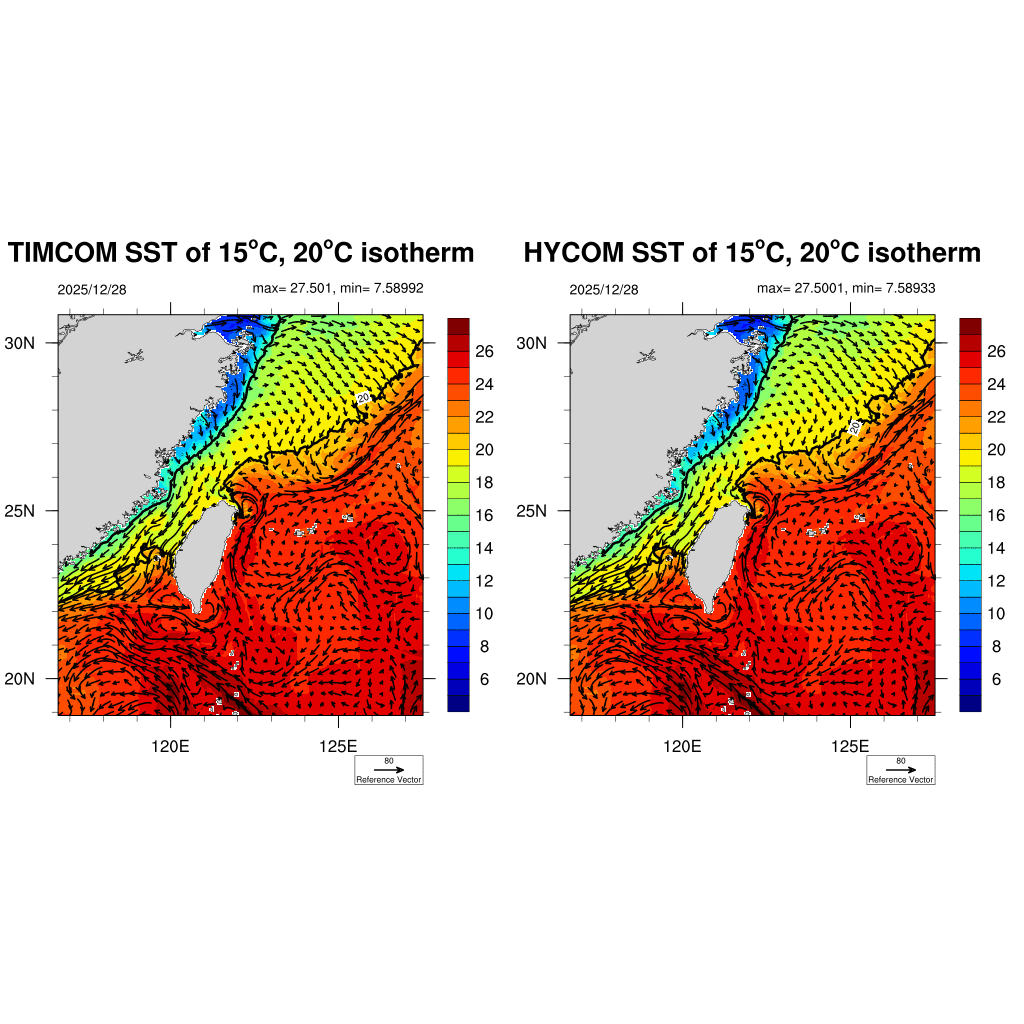 TIMCOM SST of 15°C, 20°C isotherm
2025/12/28 max= 27.501, min= 7.58992
30N
25N
20N
120E 125E
20
26
24
22
20
18
16
14
12
10
8
6
80
Reference Vector
HYCOM SST of 15°C, 20°C isotherm
2025/12/28 max= 27.5001, min= 7.58933
30N
25N
20N
120E 125E
20
26
24
22
20
18
16
14
12
10
8
6
80
Reference Vector